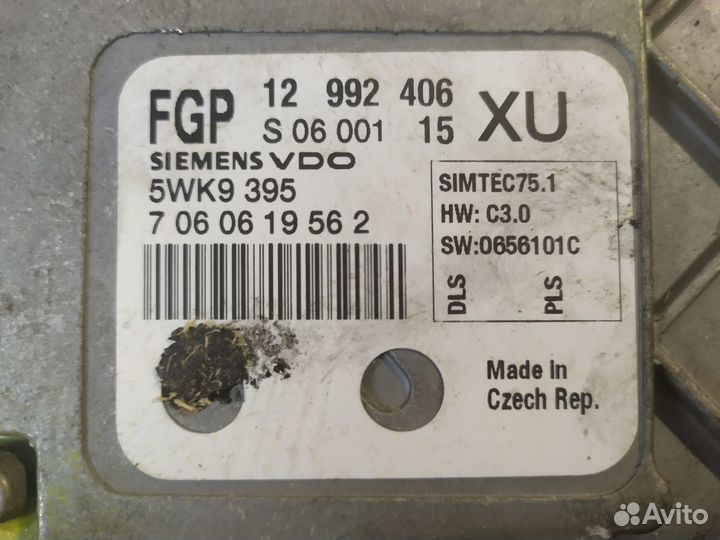 FGP 12 992 406 XU
S 06 001 15
SIEMENS VDO
5WK9 395
7 06 06 19 56 2
SIMTEC75.1
HW: C3.0
SW:0656101C
DLS
PLS
Made in
Czech Rep.
Avito